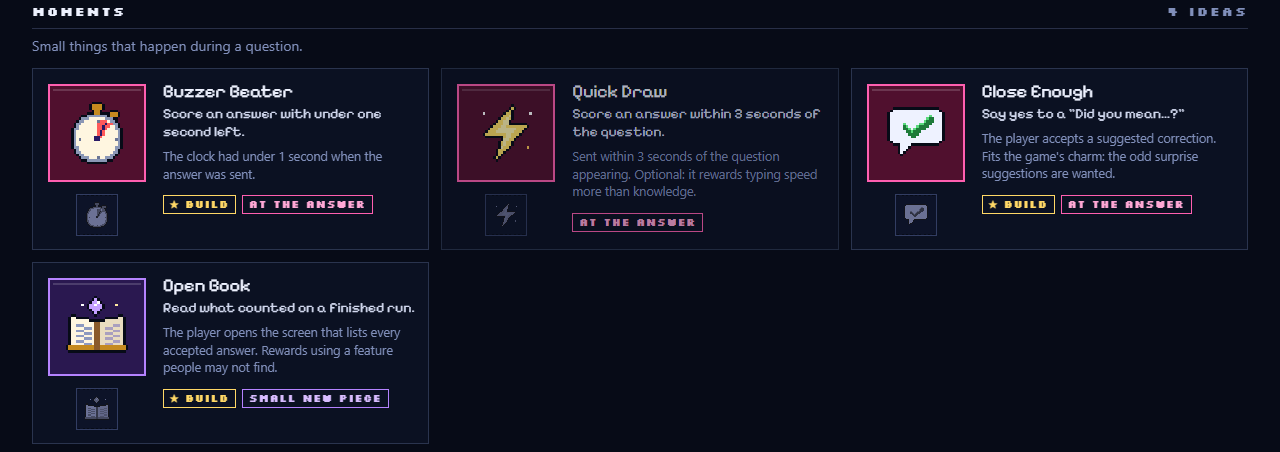 MOMENTS
4 IDEAS
Small things that happen during a question.
Buzzer Beater
Score an answer with under one
second left.
The clock had under 1 second when the
answer was sent.
★ BUILD
AT THE ANSWER
Quick Draw
Score an answer within 3 seconds of
the question.
Sent within 3 seconds of the question
appearing. Optional: it rewards typing speed
more than knowledge.
AT THE ANSWER
Close Enough
Say yes to a "Did you mean…?"
The player accepts a suggested correction.
Fits the game's charm: the odd surprise
suggestions are wanted.
★ BUILD
AT THE ANSWER
Open Book
Read what counted on a finished run.
The player opens the screen that lists every
accepted answer. Rewards using a feature
people may not find.
★ BUILD
SMALL NEW PIECE